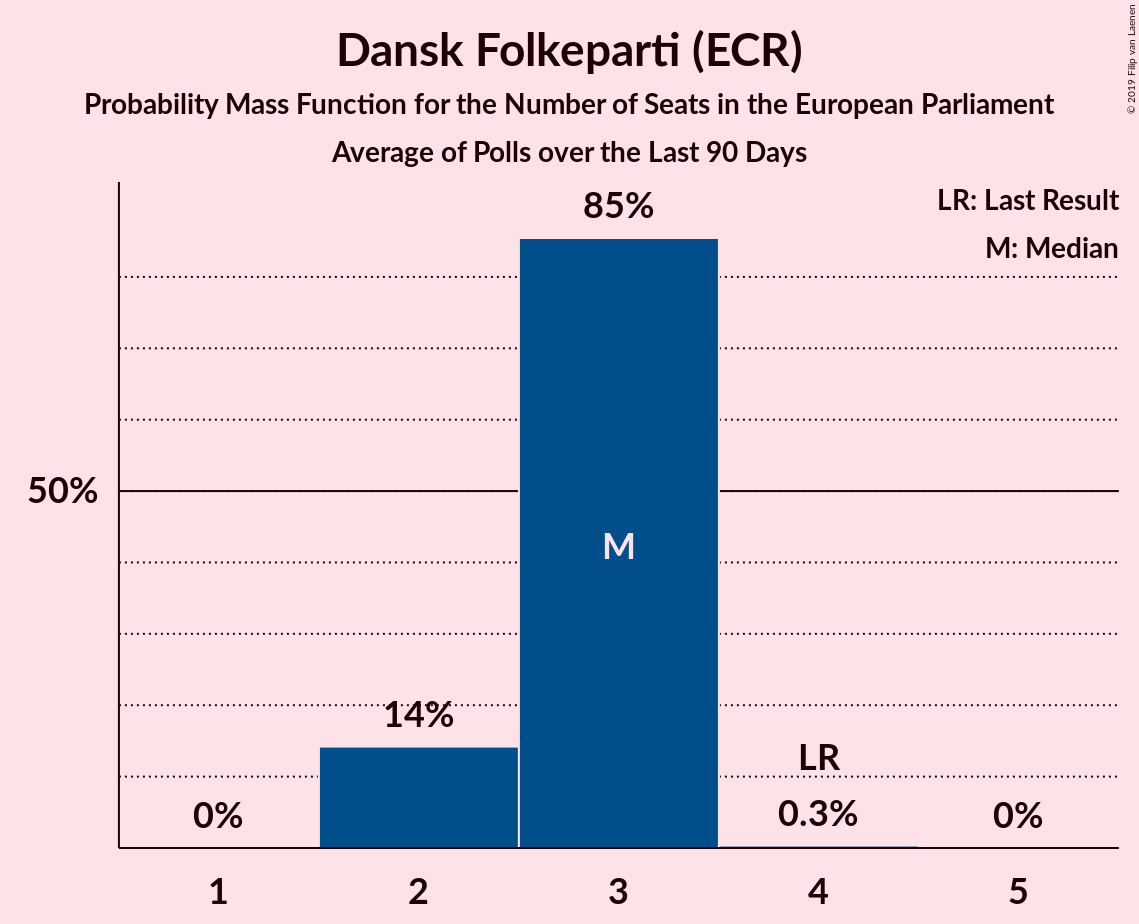 Dansk Folkeparti (ECR)
Probability Mass Function for the Number of Seats in the European Parliament
Average of Polls over the Last 90 Days
© 2019 Filip van Laenen
LR: Last Result
M: Median
85%
50%
M
14%
LR
0%
0.3%
0%
1
2
3
4
5